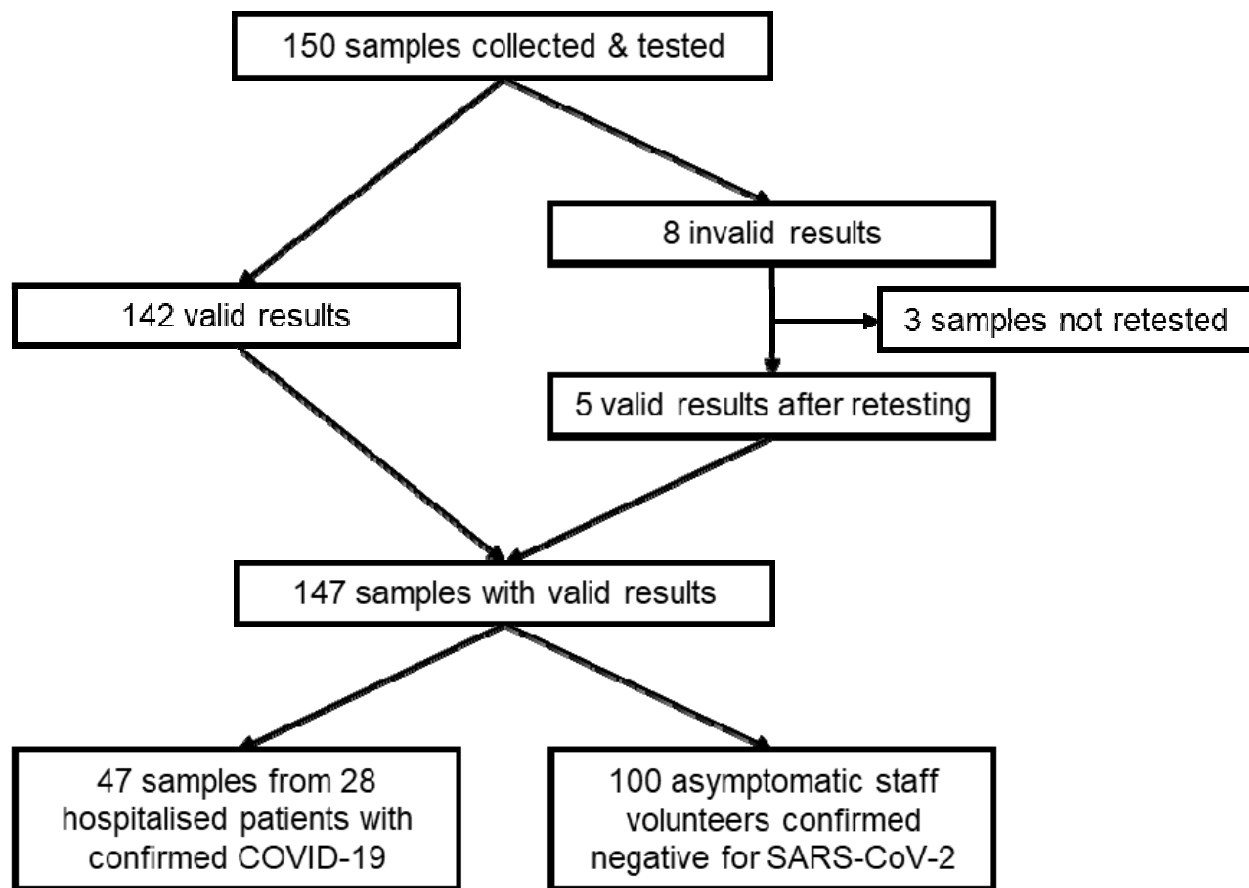 150 samples collected & tested
8 invalid results
142 valid results
3 samples not retested
5 valid results after retesting
147 samples with valid results
47 samples from 28
hospitalised patients with
confirmed COVID-19
100 asymptomatic staff
volunteers confirmed
negative for SARS-CoV-2